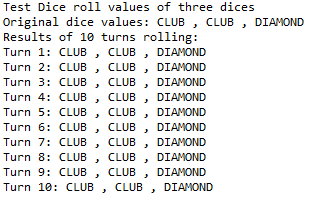 Test Dice roll values of three dices
Original dice values: CLUB , CLUB , DIAMOND
Results of 10 turns rolling:
Turn 1: CLUB , CLUB , DIAMOND
Turn 2: CLUB , CLUB , DIAMOND
Turn 3: CLUB , CLUB , DIAMOND
Turn 4: CLUB , CLUB , DIAMOND
Turn 5: CLUB , CLUB , DIAMOND
Turn 6: CLUB , CLUB , DIAMOND
Turn 7: CLUB , CLUB , DIAMOND
Turn 8: CLUB , CLUB , DIAMOND
Turn 9: CLUB , CLUB , DIAMOND
Turn 10: CLUB , CLUB , DIAMOND